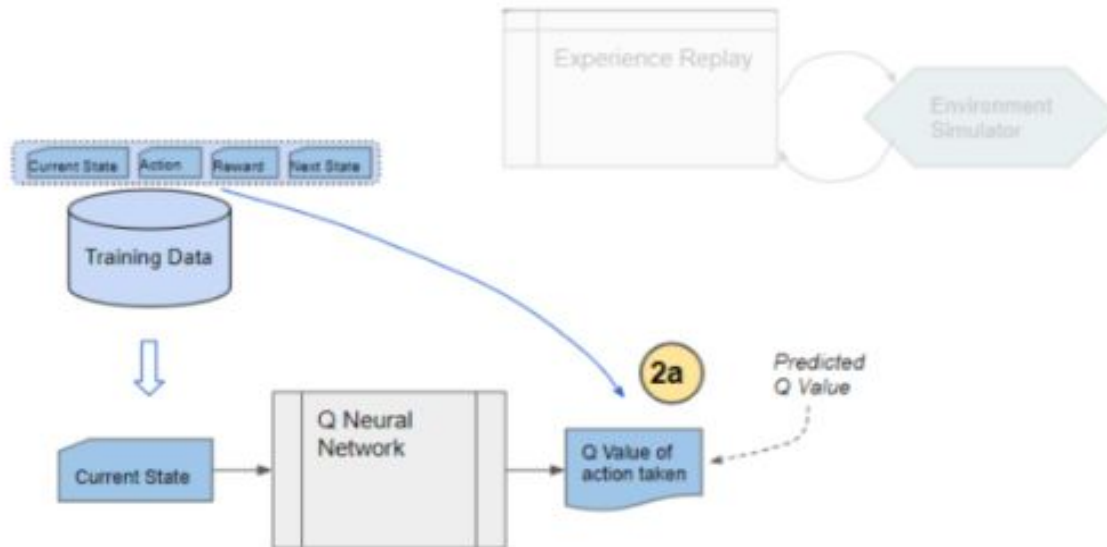 Experience Replay
Environment
Simulator
Current State
Action
Reward
Next State
Training Data
2a
Predicted
Q Value
Q Neural
Network
Current State
Q Value of
action taken